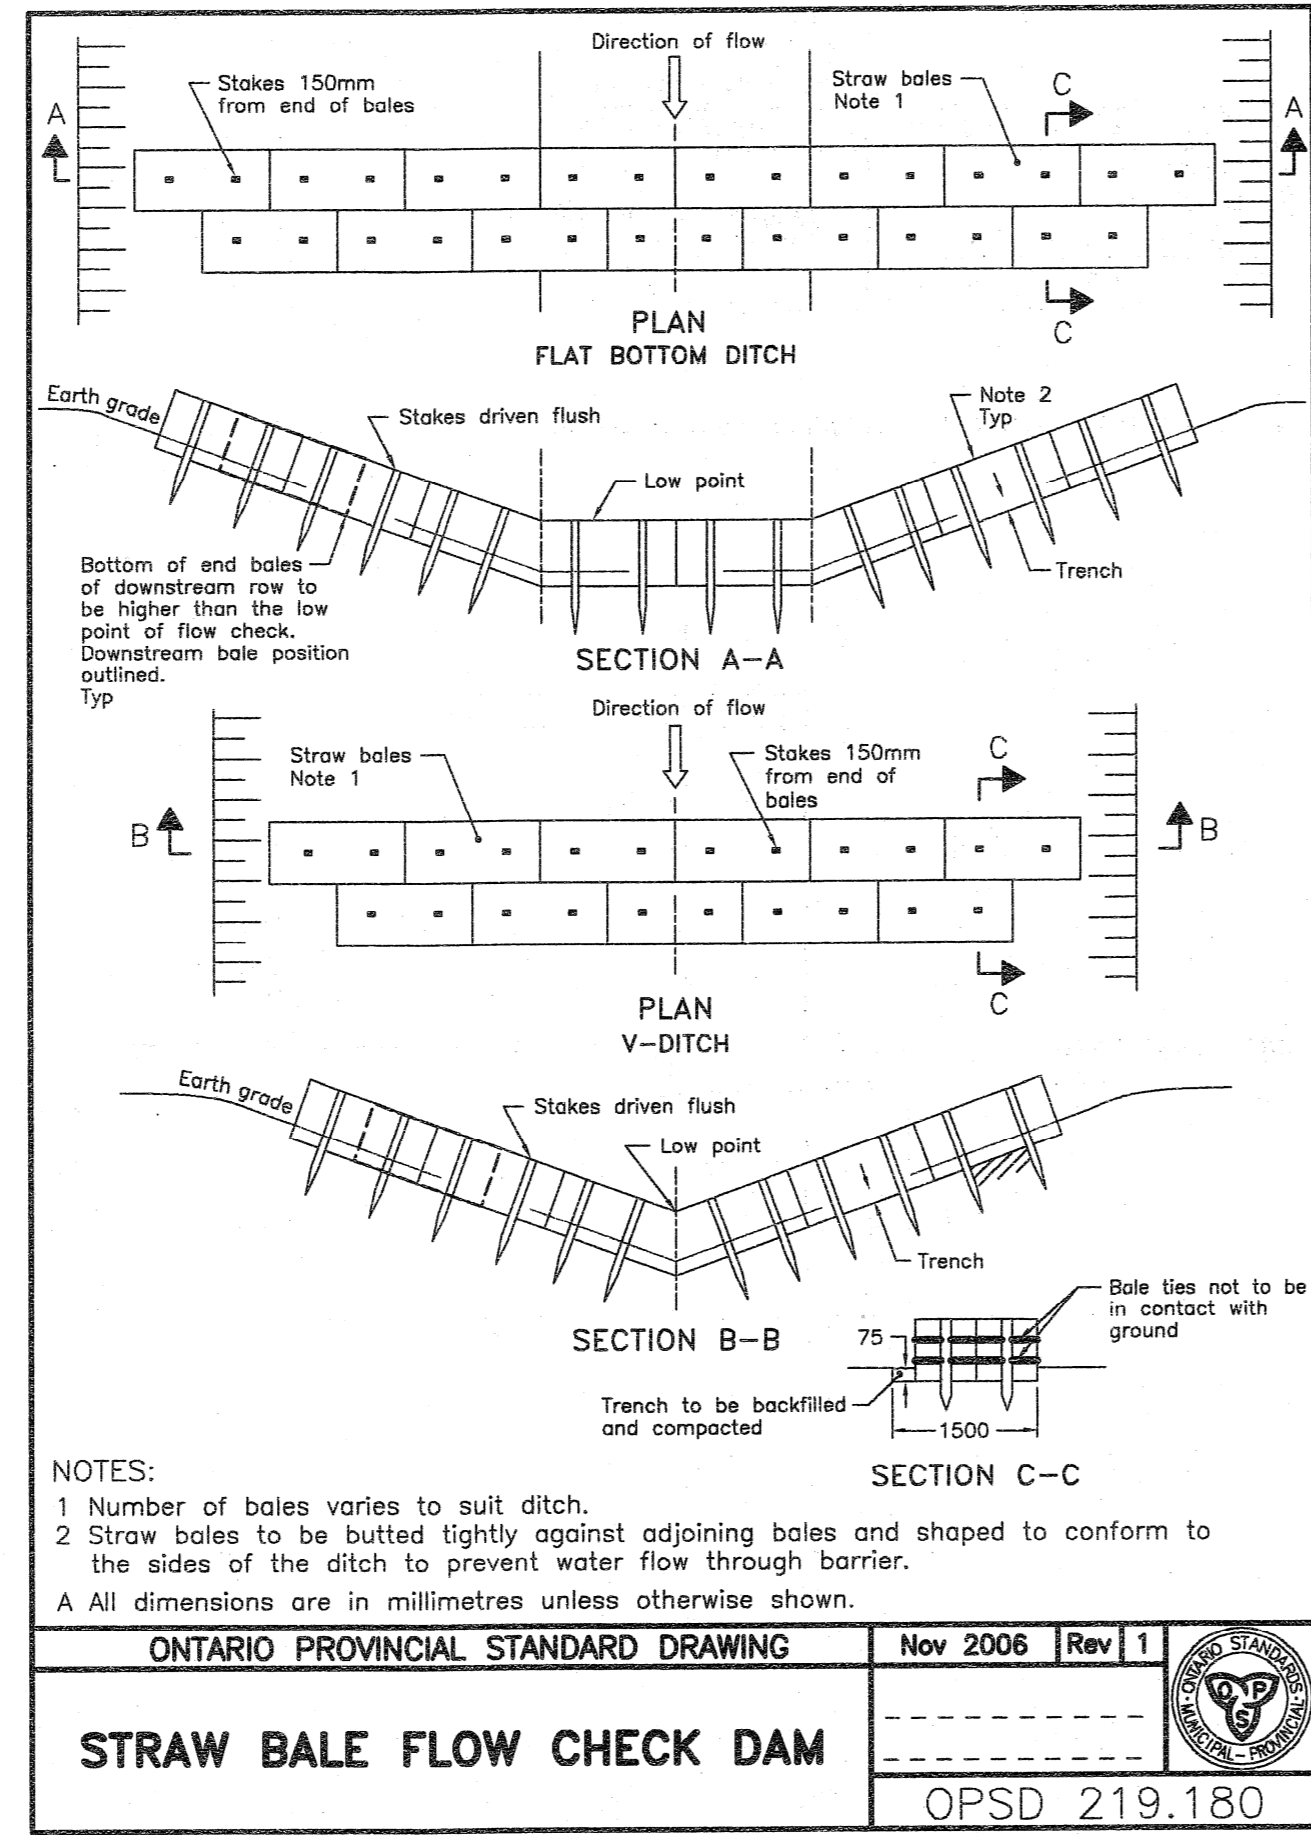 Direction of flow
Stakes 150mm
from end of bales
Straw bales
Note 1
C
A
A
C
PLAN
FLAT BOTTOM DITCH
Earth grade
Stakes driven flush
Note 2
Typ
Low point
Bottom of end bales
of downstream row to
be higher than the low
point of flow check.
Downstream bale position
outlined.
Typ
Trench
SECTION A-A
Direction of flow
Straw bales
Note 1
Stakes 150mm
from end of
bales
C
B
B
C
PLAN
V-DITCH
Earth grade
Stakes driven flush
Low point
Trench
SECTION B-B
75
Bale ties not to be
in contact with
ground
Trench to be backfilled
and compacted
1500
SECTION C-C
NOTES:
1 Number of bales varies to suit ditch.
2 Straw bales to be butted tightly against adjoining bales and shaped to conform to
the sides of the ditch to prevent water flow through barrier.
A All dimensions are in millimetres unless otherwise shown.
ONTARIO PROVINCIAL STANDARD DRAWING
Nov 2006 Rev 1
STRAW BALE FLOW CHECK DAM
ONTARIO STANDARDS
MUNICIPAL-PROVINCIAL
OPS
OPSD 219.180